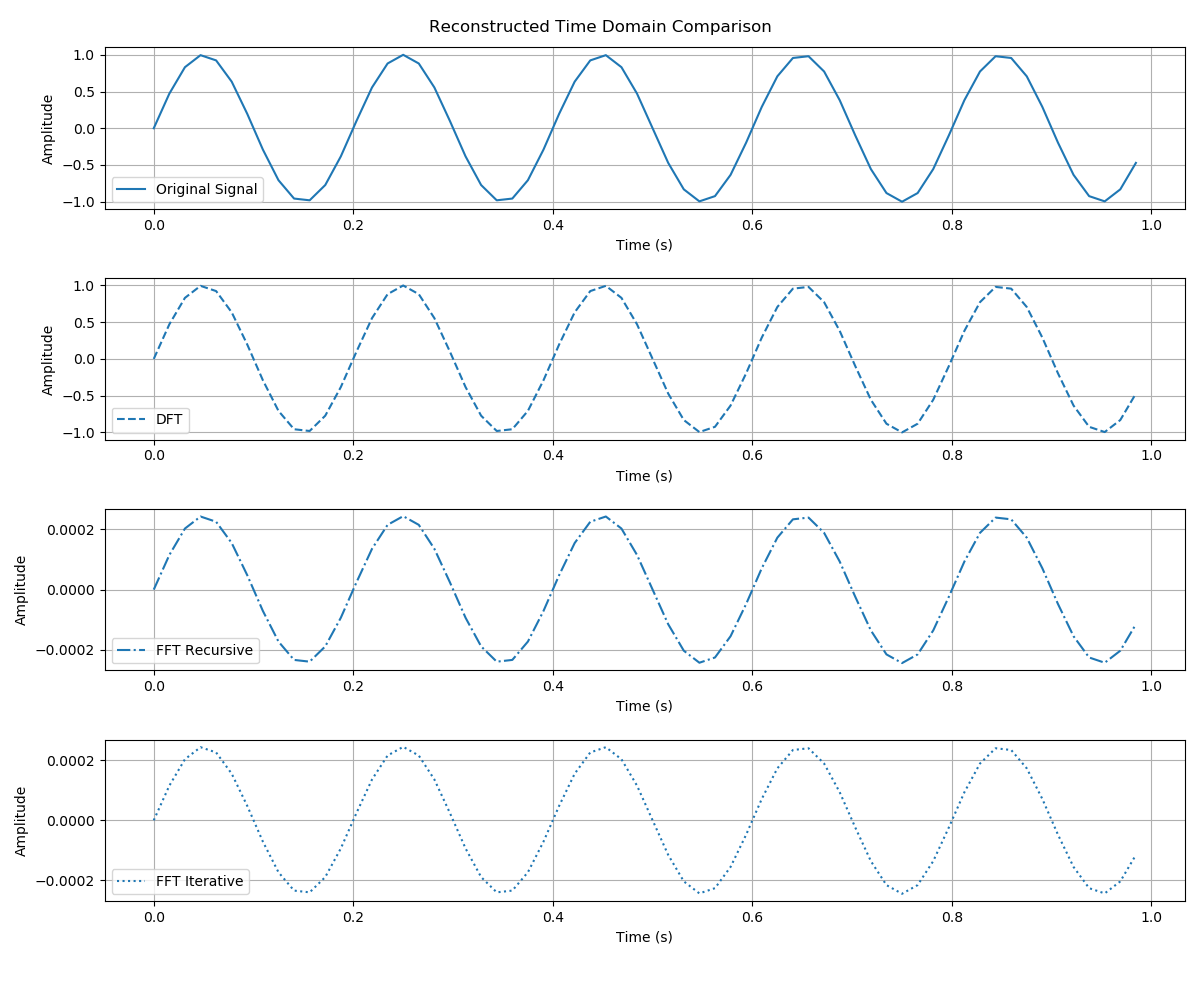 Reconstructed Time Domain Comparison
1.0
0.5
0.0
−0.5
−1.0
Amplitude
Original Signal
0.0 0.2 0.4 0.6 0.8 1.0
Time (s)
1.0
0.5
0.0
−0.5
−1.0
Amplitude
DFT
0.0 0.2 0.4 0.6 0.8 1.0
Time (s)
0.0002
0.0000
−0.0002
Amplitude
FFT Recursive
0.0 0.2 0.4 0.6 0.8 1.0
Time (s)
0.0002
0.0000
−0.0002
Amplitude
FFT Iterative
0.0 0.2 0.4 0.6 0.8 1.0
Time (s)